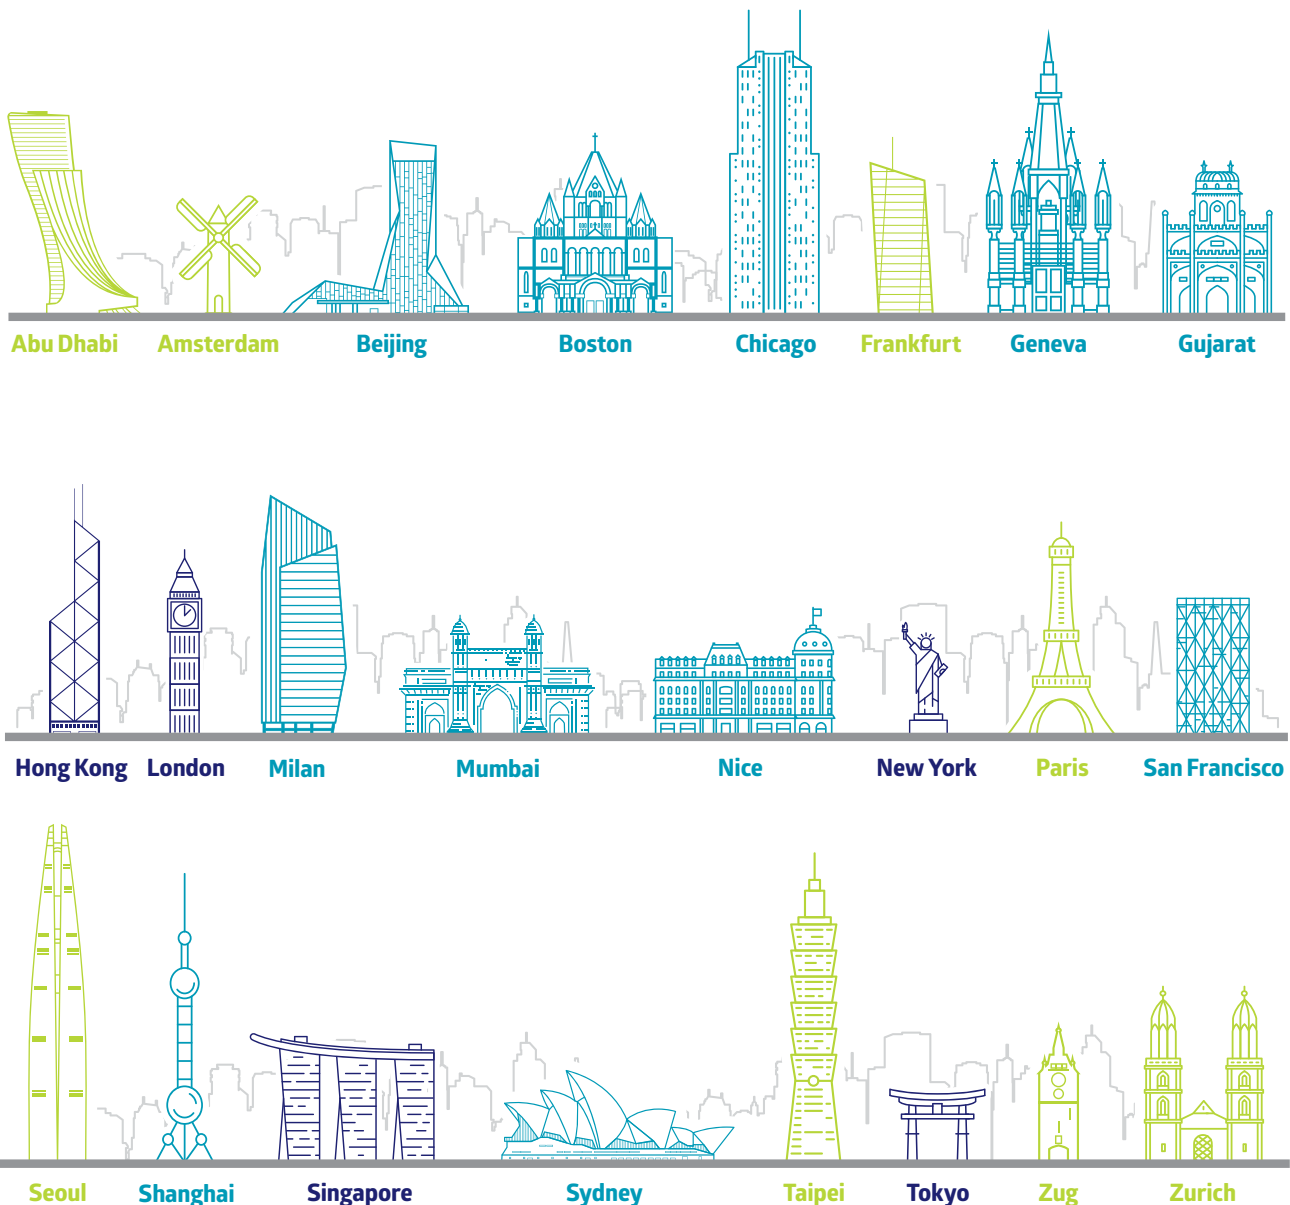 Abu Dhabi Amsterdam Beijing Boston Chicago Frankfurt Geneva Gujarat
Hong Kong London Milan Mumbai Nice New York Paris San Francisco
Seoul Shanghai Singapore Sydney Taipei Tokyo Zug Zurich